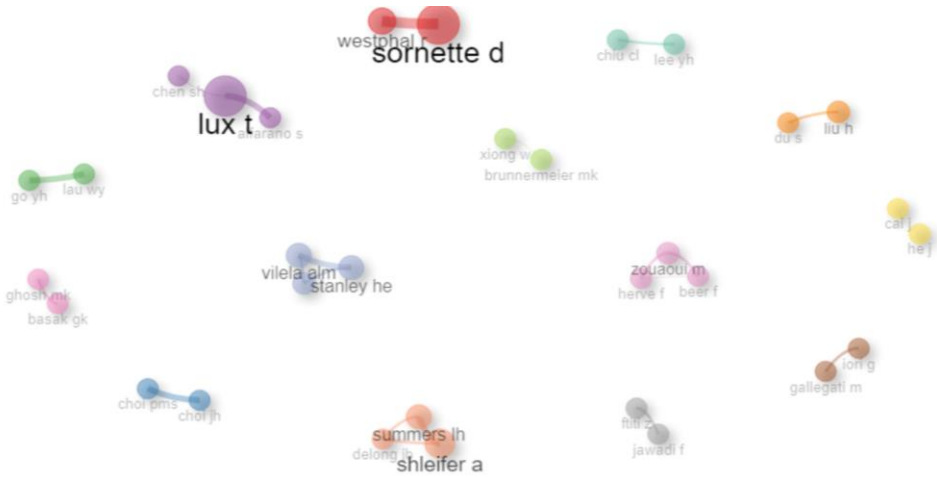 westphal r
sornette d
chiu cl
lee yh
chen sh
lux t
alfarano s
du s
liu h
xiong w
brunnermeier mk
go yh
lau wy
cai j
he j
vilela alm
stanley he
zouaoui m
herve f
beer f
ghosh mk
basak gk
iori g
gallegati m
choi pms
choi jh
summers lh
delong jb
shleifer a
ftiti z
jawadi f